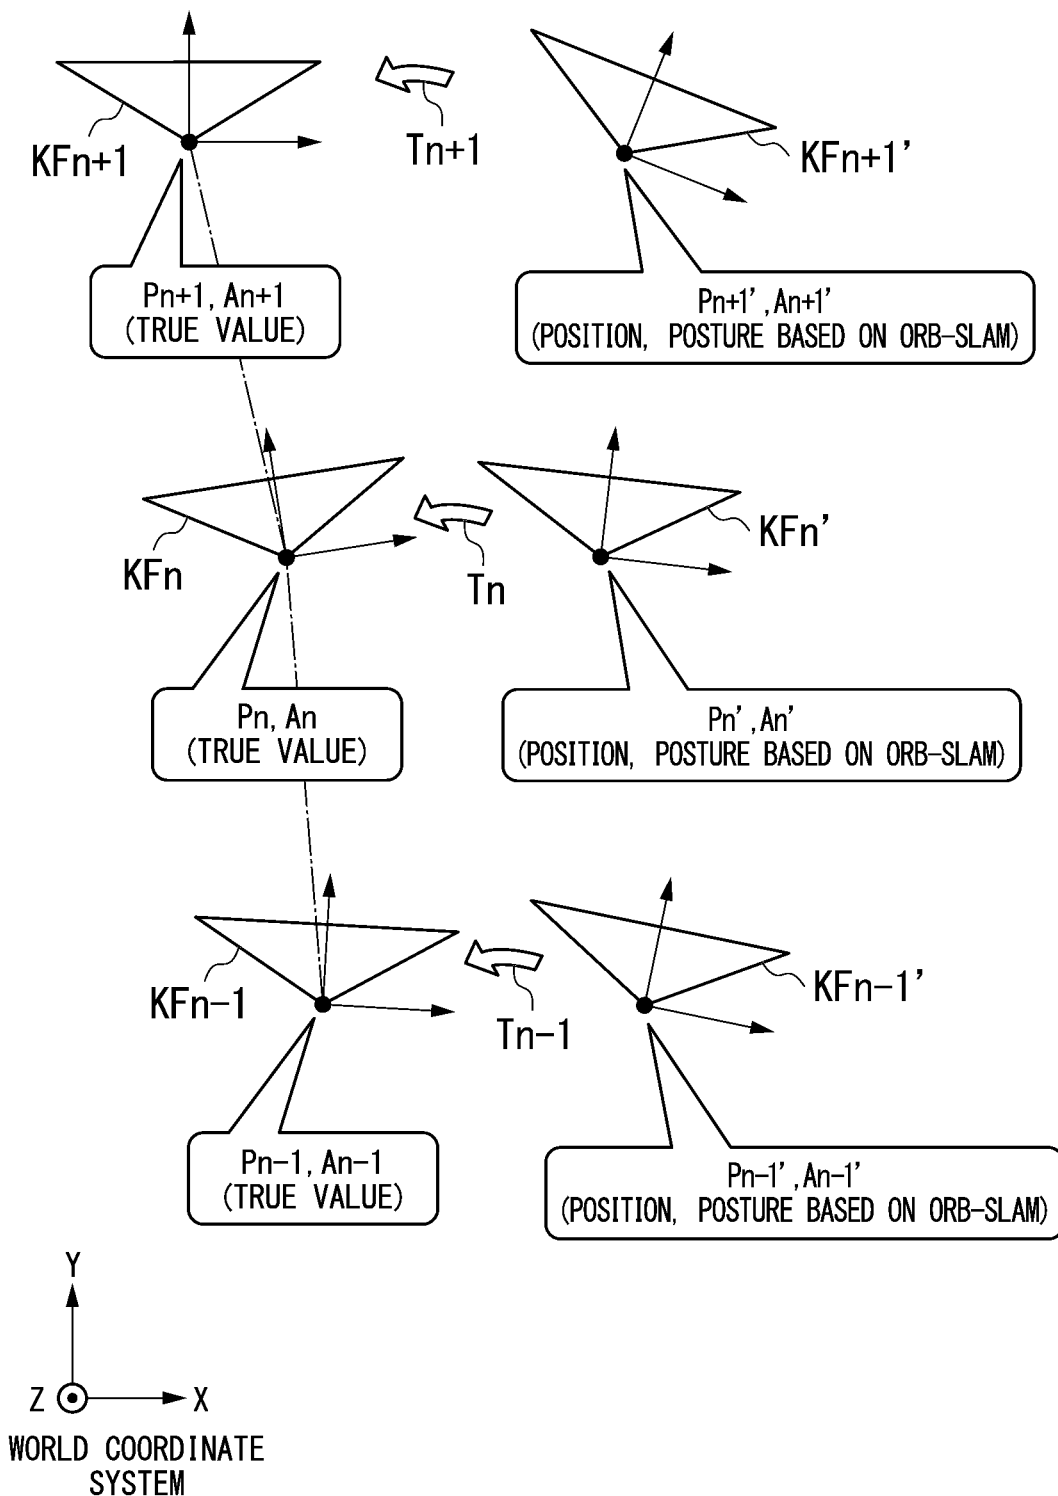 KFn+1
Tn+1
KFn+1’
Pn+1, An+1
(TRUE VALUE)
Pn+1’, An+1’
(POSITION, POSTURE BASED ON ORB-SLAM)
KFn
Tn
KFn’
Pn, An
(TRUE VALUE)
Pn’, An’
(POSITION, POSTURE BASED ON ORB-SLAM)
KFn-1
Tn-1
KFn-1’
Pn-1, An-1
(TRUE VALUE)
Pn-1’, An-1’
(POSITION, POSTURE BASED ON ORB-SLAM)
Y
Z
X
WORLD COORDINATE
SYSTEM